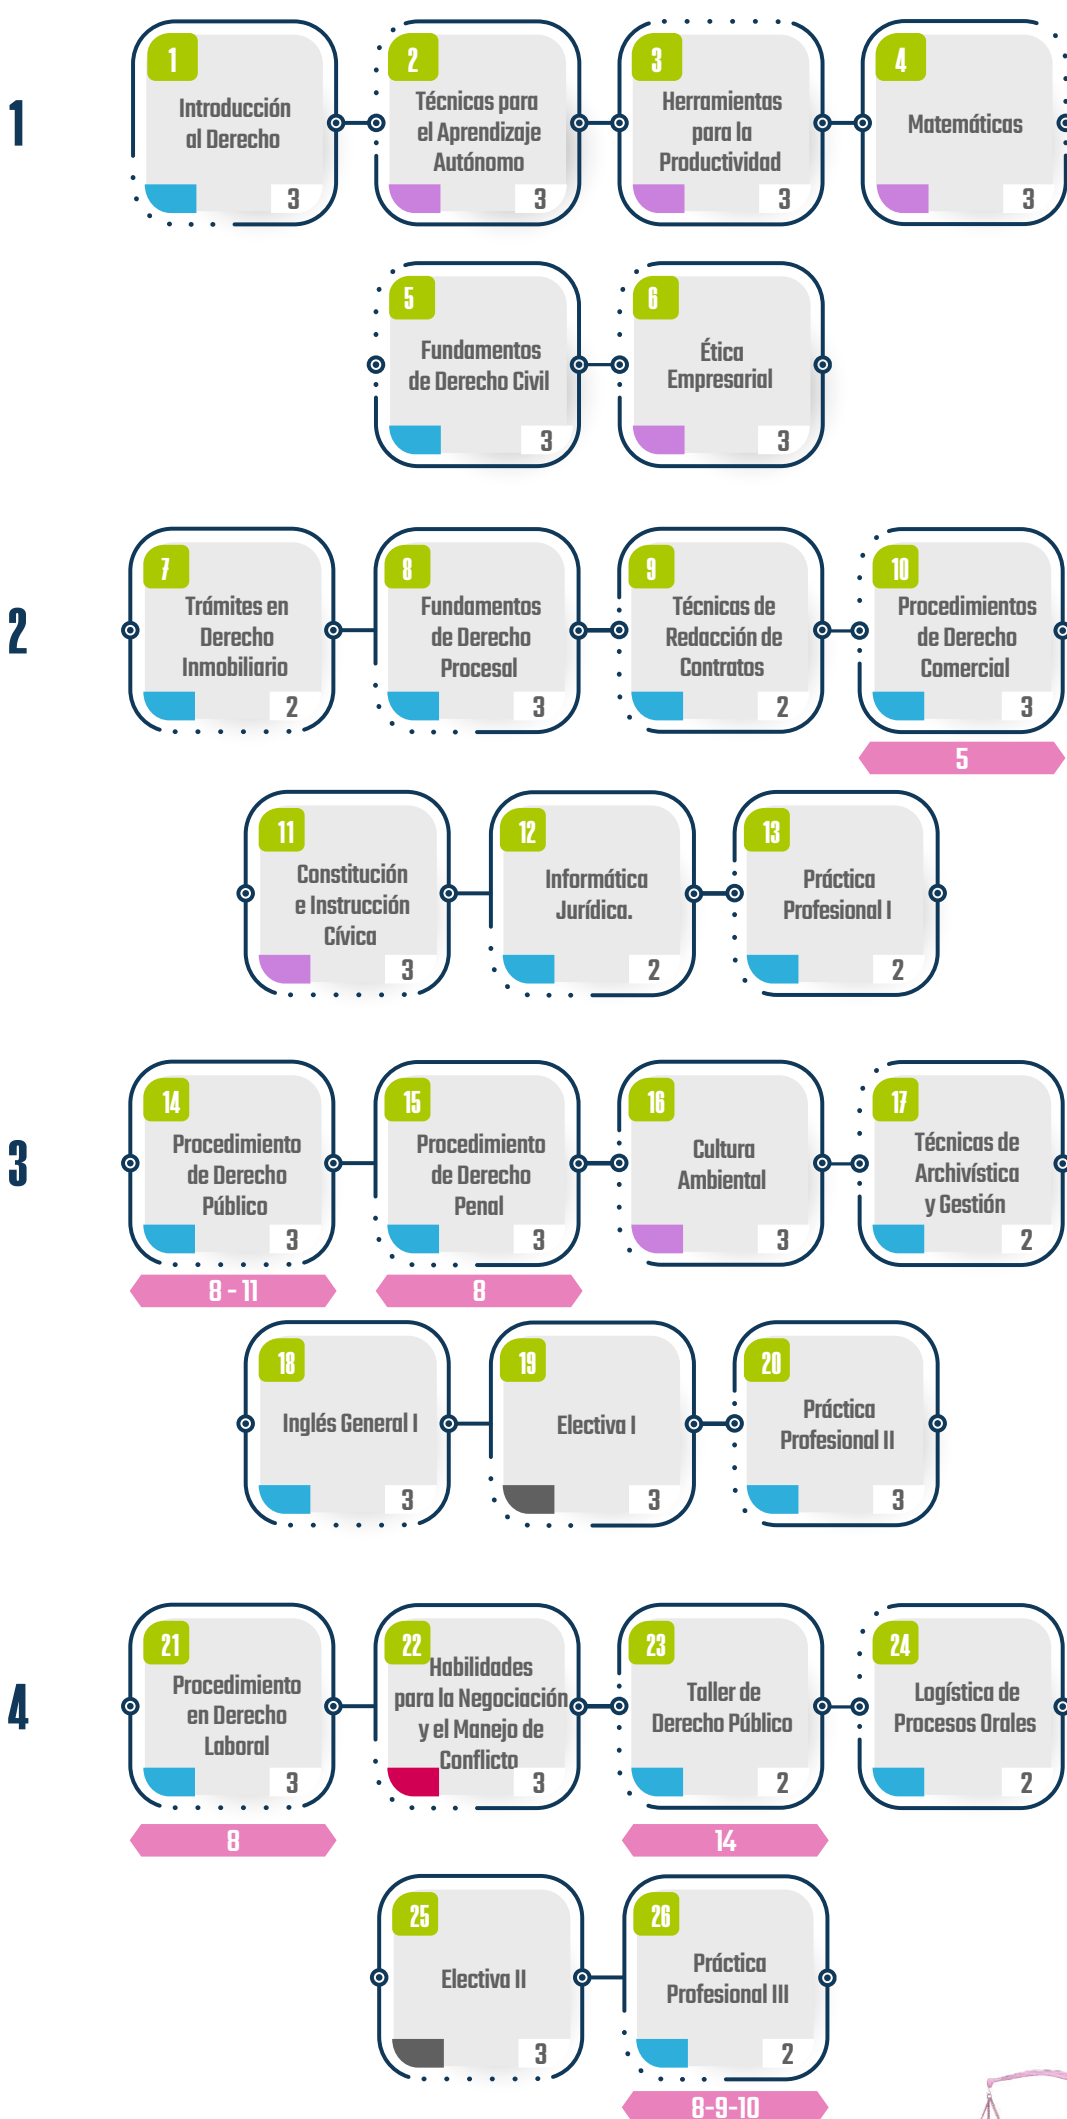 1
1
Introducción
al Derecho
3
2
Técnicas para
el Aprendizaje
Autónomo
3
3
Herramientas
para la
Productividad
3
4
Matemáticas
3
5
Fundamentos
de Derecho Civil
3
6
Ética
Empresarial
3
2
7
Trámites en
Derecho
Inmobiliario
2
8
Fundamentos
de Derecho
Procesal
3
9
Técnicas de
Redacción de
Contratos
2
10
Procedimientos
de Derecho
Comercial
3
5
11
Constitución
e Instrucción
Cívica
3
12
Informática
Jurídica.
2
13
Práctica
Profesional I
2
3
14
Procedimiento
de Derecho
Público
3
8 - 11
15
Procedimiento
de Derecho
Penal
3
8
16
Cultura
Ambiental
3
17
Técnicas de
Archivística
y Gestión
2
18
Inglés General I
3
19
Electiva I
3
20
Práctica
Profesional II
3
4
21
Procedimiento
en Derecho
Laboral
3
8
22
Habilidades
para la Negociación
y el Manejo de
Conflicto
3
23
Taller de
Derecho Público
2
14
24
Logística de
Procesos Orales
2
25
Electiva II
3
26
Práctica
Profesional III
2
8-9-10